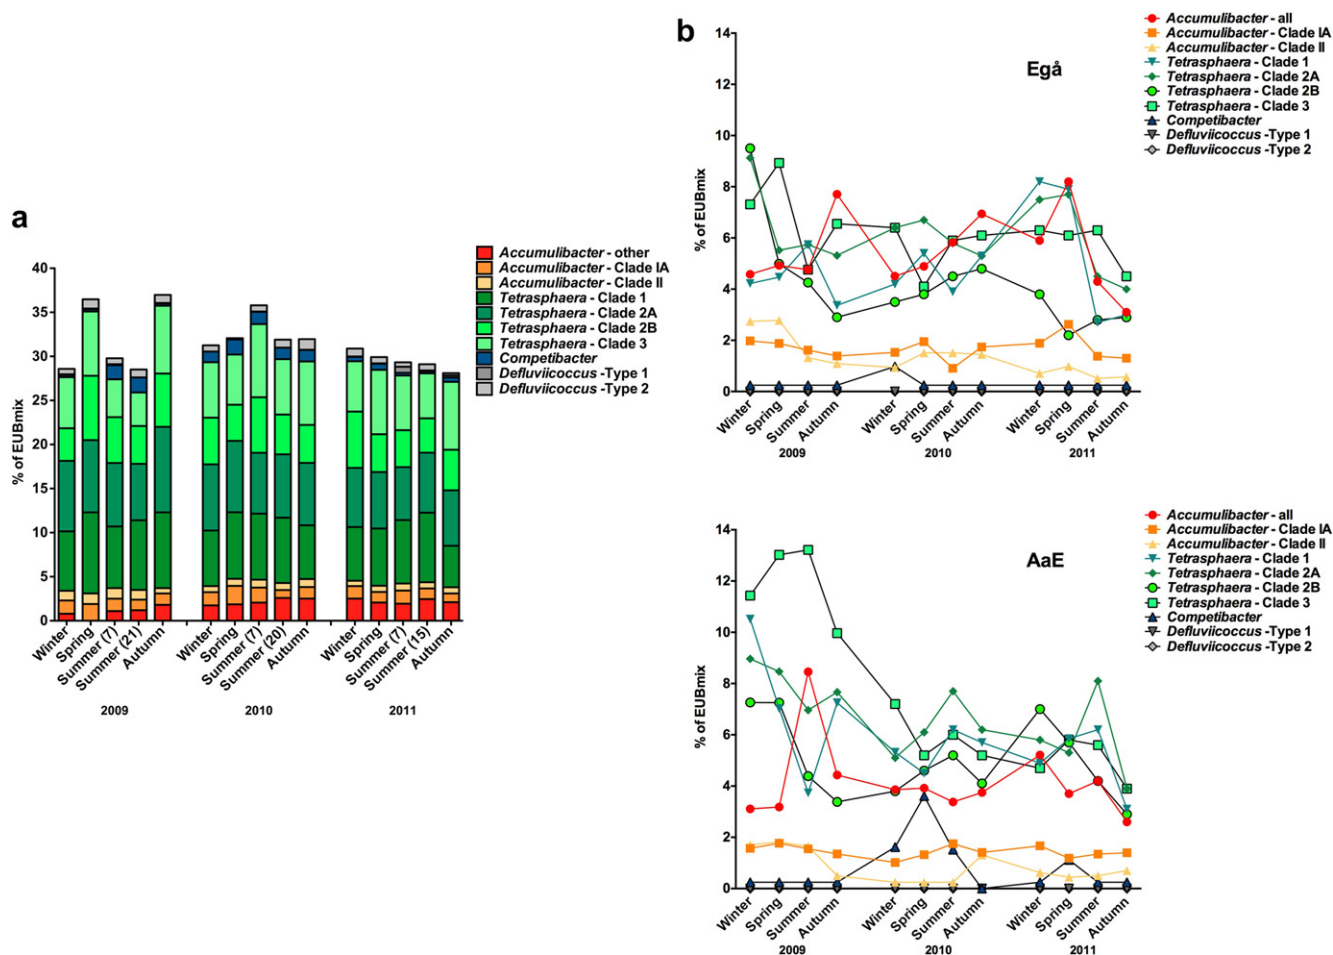 a
% of EUBmix
40
35
30
25
20
15
10
5
0
Winter
Spring
Summer (7)
Summer (21)
Autumn
Winter
Spring
Summer (7)
Summer (20)
Autumn
Winter
Spring
Summer (7)
Summer (15)
Autumn
2009
2010
2011
Accumulibacter - other
Accumulibacter - Clade IA
Accumulibacter - Clade II
Tetrasphaera - Clade 1
Tetrasphaera - Clade 2A
Tetrasphaera - Clade 2B
Tetrasphaera - Clade 3
Competibacter
Defluviicoccus -Type 1
Defluviicoccus -Type 2
b
Egå
% of EUBmix
14
12
10
8
6
4
2
0
Winter
Spring
Summer
Autumn
Winter
Spring
Summer
Autumn
Winter
Spring
Summer
Autumn
2009
2010
2011
Accumulibacter - all
Accumulibacter - Clade IA
Accumulibacter - Clade II
Tetrasphaera - Clade 1
Tetrasphaera - Clade 2A
Tetrasphaera - Clade 2B
Tetrasphaera - Clade 3
Competibacter
Defluviicoccus -Type 1
Defluviicoccus -Type 2
AaE
% of EUBmix
14
12
10
8
6
4
2
0
Winter
Spring
Summer
Autumn
Winter
Spring
Summer
Autumn
Winter
Spring
Summer
Autumn
2009
2010
2011
Accumulibacter - all
Accumulibacter - Clade IA
Accumulibacter - Clade II
Tetrasphaera - Clade 1
Tetrasphaera - Clade 2A
Tetrasphaera - Clade 2B
Tetrasphaera - Clade 3
Competibacter
Defluviicoccus -Type 1
Defluviicoccus -Type 2